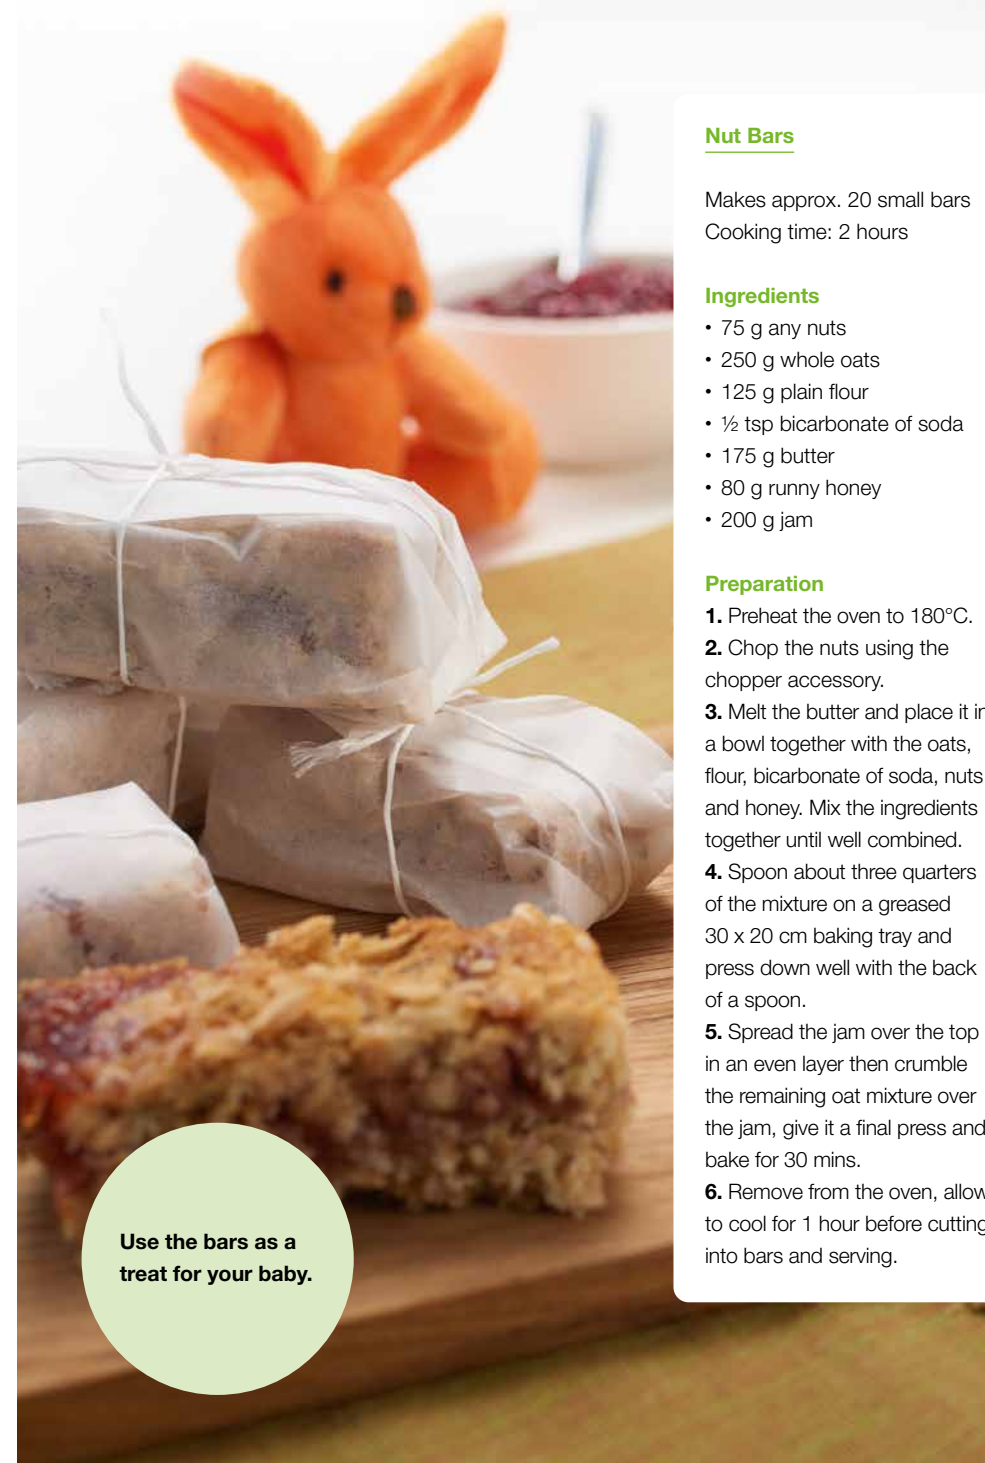 Nut Bars
Makes approx. 20 small bars
Cooking time: 2 hours
Ingredients
• 75 g any nuts
• 250 g whole oats
• 125 g plain flour
• ½ tsp bicarbonate of soda
• 175 g butter
• 80 g runny honey
• 200 g jam
Preparation
1. Preheat the oven to 180°C.
2. Chop the nuts using the
chopper accessory.
3. Melt the butter and place it in
a bowl together with the oats,
flour, bicarbonate of soda, nuts
and honey. Mix the ingredients
together until well combined.
4. Spoon about three quarters
of the mixture on a greased
30 x 20 cm baking tray and
press down well with the back
of a spoon.
5. Spread the jam over the top
in an even layer then crumble
the remaining oat mixture over
the jam, give it a final press and
bake for 30 mins.
6. Remove from the oven, allow
to cool for 1 hour before cutting
into bars and serving.
Use the bars as a
treat for your baby.